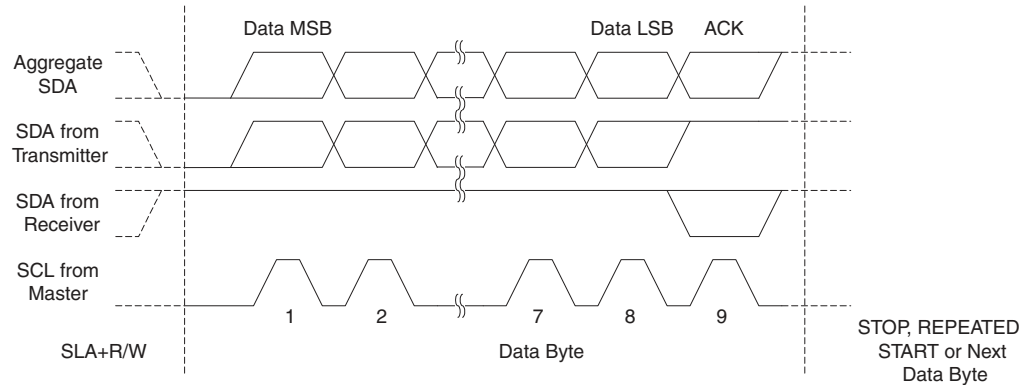 Data MSB
Data LSB
ACK
Aggregate
SDA
SDA from
Transmitter
SDA from
Receiver
SCL from
Master
1
2
7
8
9
SLA+R/W
Data Byte
STOP, REPEATED
START or Next
Data Byte